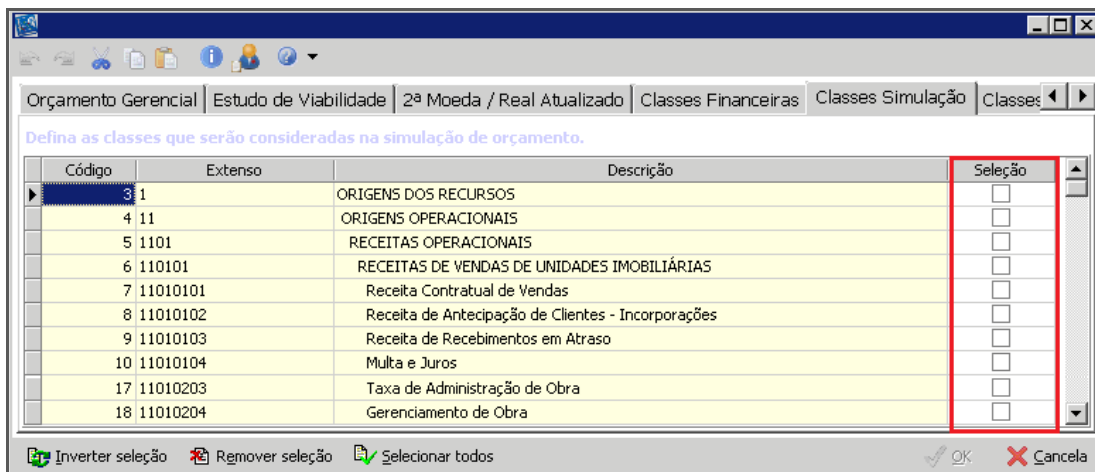 Orçamento Gerencial Estudo de Viabilidade 2ª Moeda / Real Atualizado Classes Financeiras Classes Simulação Classes
Defina as classes que serão consideradas na simulação de orçamento.
Código Extenso Descrição Seleção
3 1 ORIGENS DOS RECURSOS
4 11 ORIGENS OPERACIONAIS
5 1101 RECEITAS OPERACIONAIS
6 110101 RECEITAS DE VENDAS DE UNIDADES IMOBILIÁRIAS
7 11010101 Receita Contratual de Vendas
8 11010102 Receita de Antecipação de Clientes - Incorporações
9 11010103 Receita de Recebimentos em Atraso
10 11010104 Multa e Juros
17 11010203 Taxa de Administração de Obra
18 11010204 Gerenciamento de Obra
Inverter seleção Remover seleção Selecionar todos OK Cancela